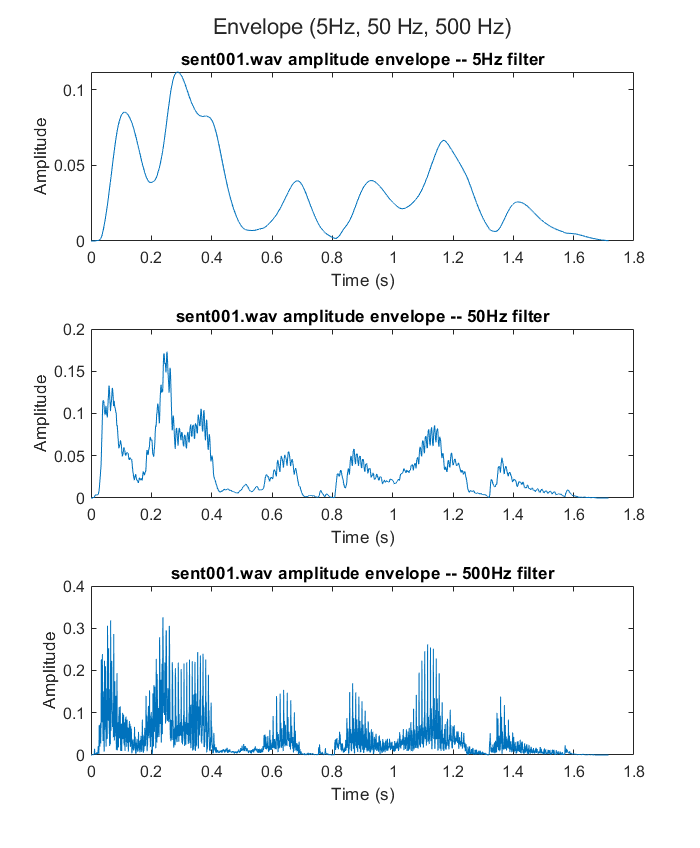 Envelope (5Hz, 50 Hz, 500 Hz)
sent001.wav amplitude envelope -- 5Hz filter
Amplitude
0.1
0.05
0
0 0.2 0.4 0.6 0.8 1 1.2 1.4 1.6 1.8
Time (s)
sent001.wav amplitude envelope -- 50Hz filter
Amplitude
0.2
0.15
0.1
0.05
0
0 0.2 0.4 0.6 0.8 1 1.2 1.4 1.6 1.8
Time (s)
sent001.wav amplitude envelope -- 500Hz filter
Amplitude
0.4
0.3
0.2
0.1
0
0 0.2 0.4 0.6 0.8 1 1.2 1.4 1.6 1.8
Time (s)